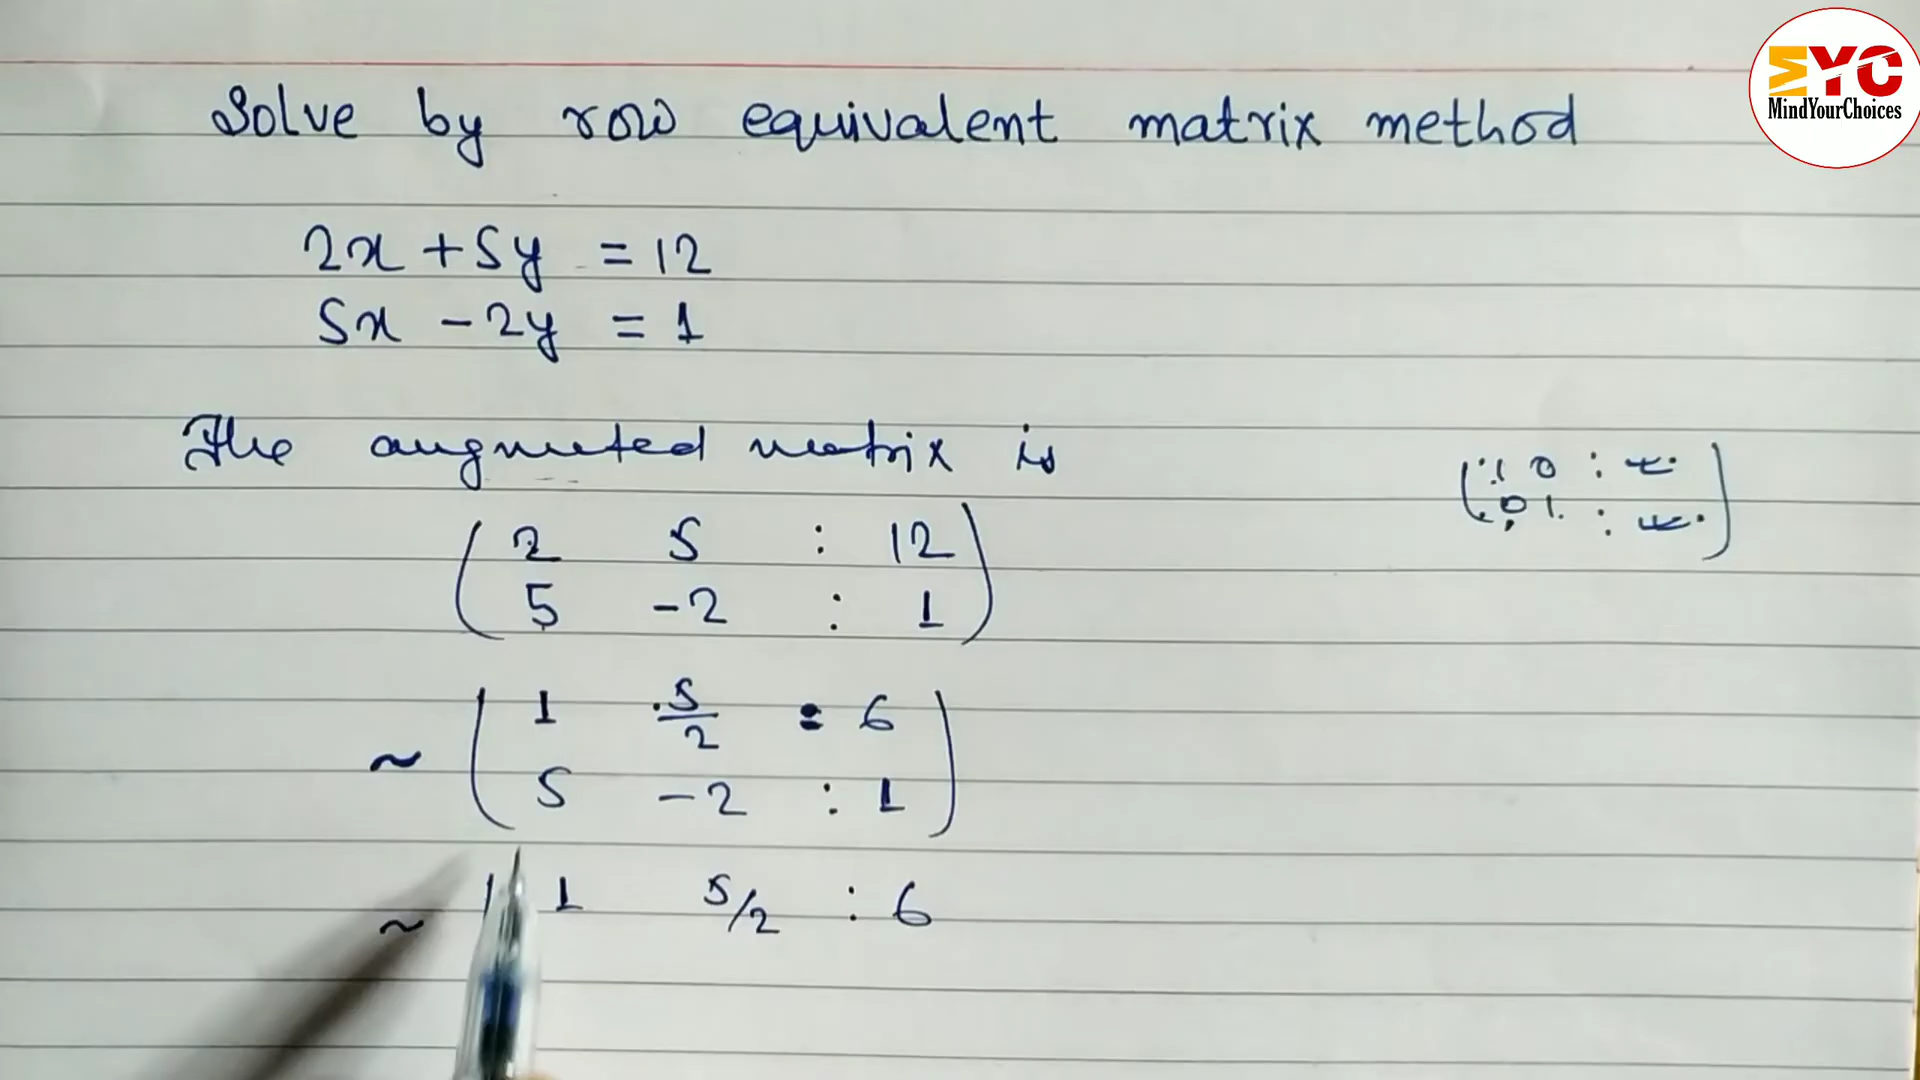 MYC
MindYourChoices
Solve by row equivalent matrix method
2x + 5y = 12
5x - 2y = 1
The augmented matrix is
2 5 : 12
5 -2 : 1
1 0 :
0 1 :
~ 1 5/2 : 6
5 -2 : 1
~ 1 5/2 : 6